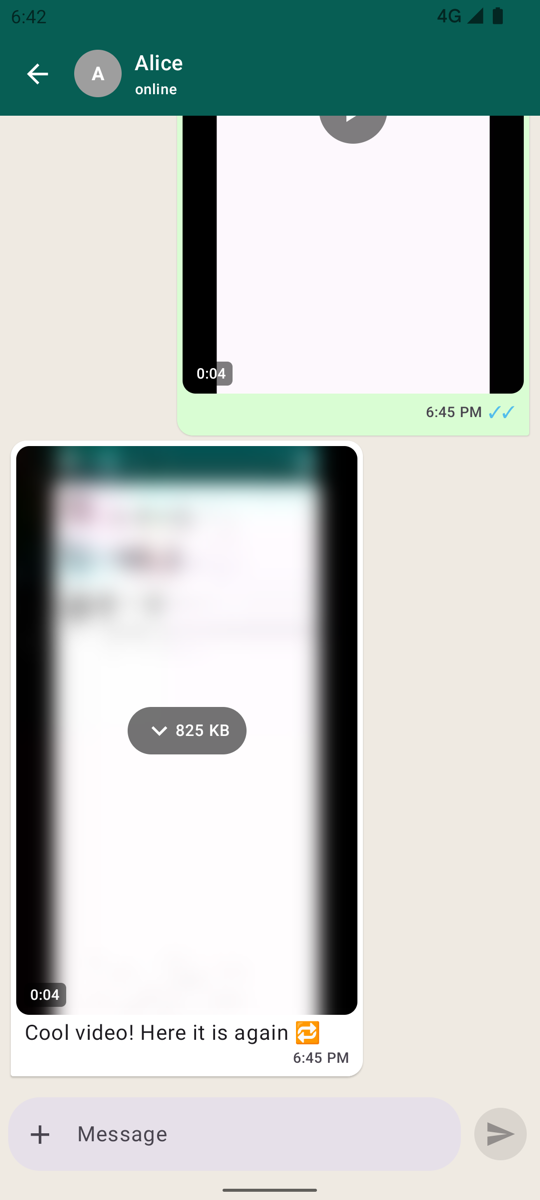 6:42
4G
A
Alice
online
0:04
6:45 PM
825 KB
0:04
Cool video! Here it is again 🔁
6:45 PM
Message